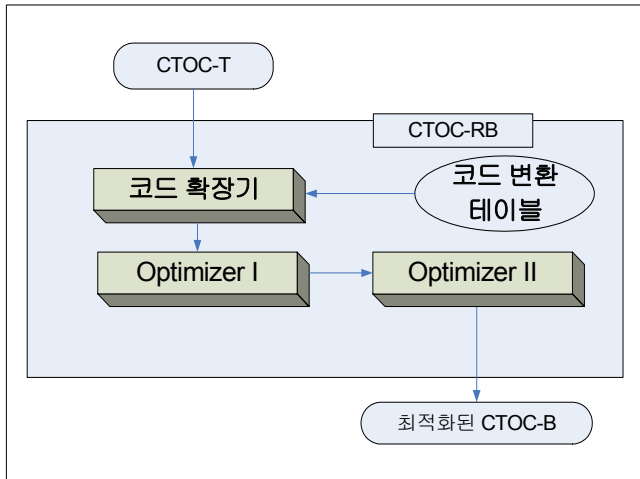 CTOC-T
CTOC-RB
코드 확장기
코드 변환
테이블
Optimizer I
Optimizer II
최적화된 CTOC-B